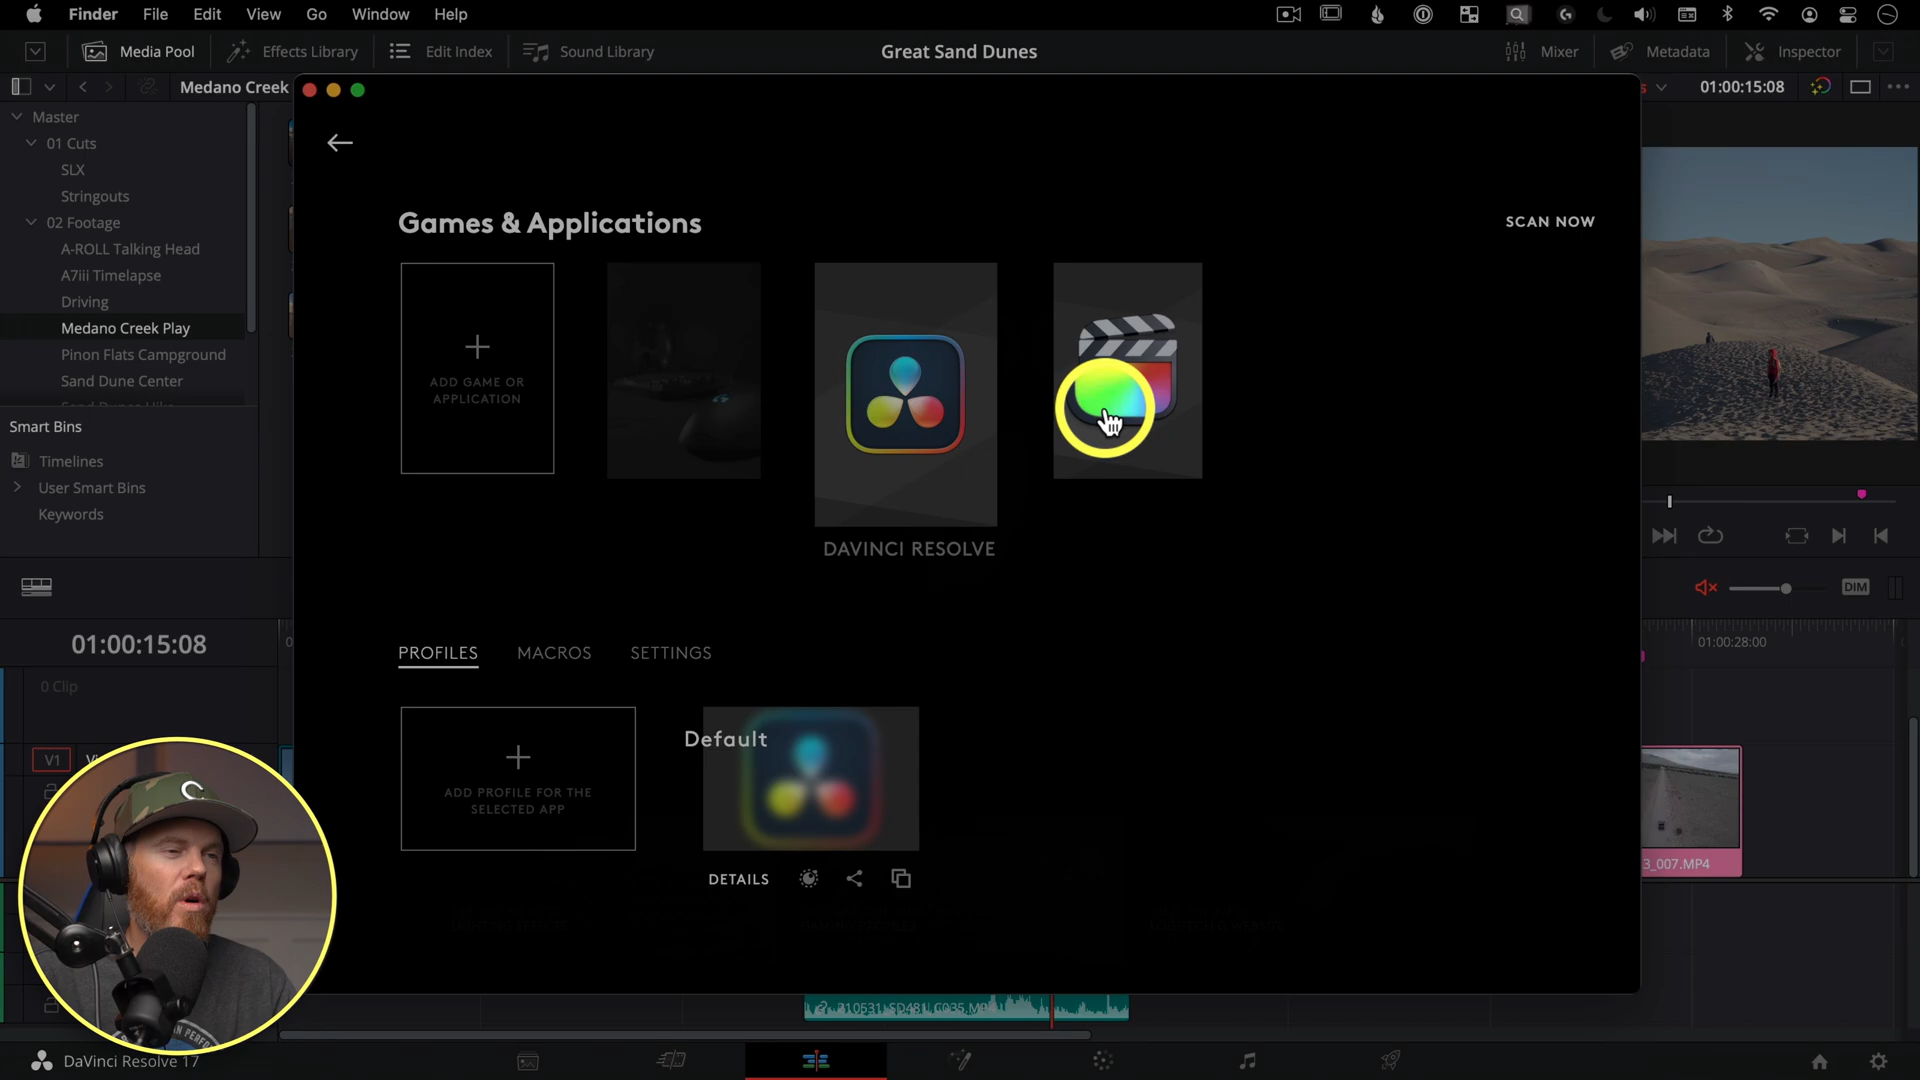 Finder File Edit View Go Window Help
Media Pool Effects Library Edit Index Sound Library Great Sand Dunes Mixer Metadata Inspector
Medano Creek 01:00:15:08
Master
01 Cuts
SLX
Stringouts
02 Footage
A-ROLL Talking Head
A7iii Timelapse
Driving
Medano Creek Play
Pinon Flats Campground
Sand Dune Center
Smart Bins
Timelines
User Smart Bins
Keywords
Games & Applications
SCAN NOW
ADD GAME OR
APPLICATION
DAVINCI RESOLVE
PROFILES MACROS SETTINGS
ADD PROFILE FOR THE
SELECTED APP
Default
DETAILS
DIM
01:00:15:08
01:00:28:00
0 Clip
V1
3_007.MP4
DaVinci Resolve 17